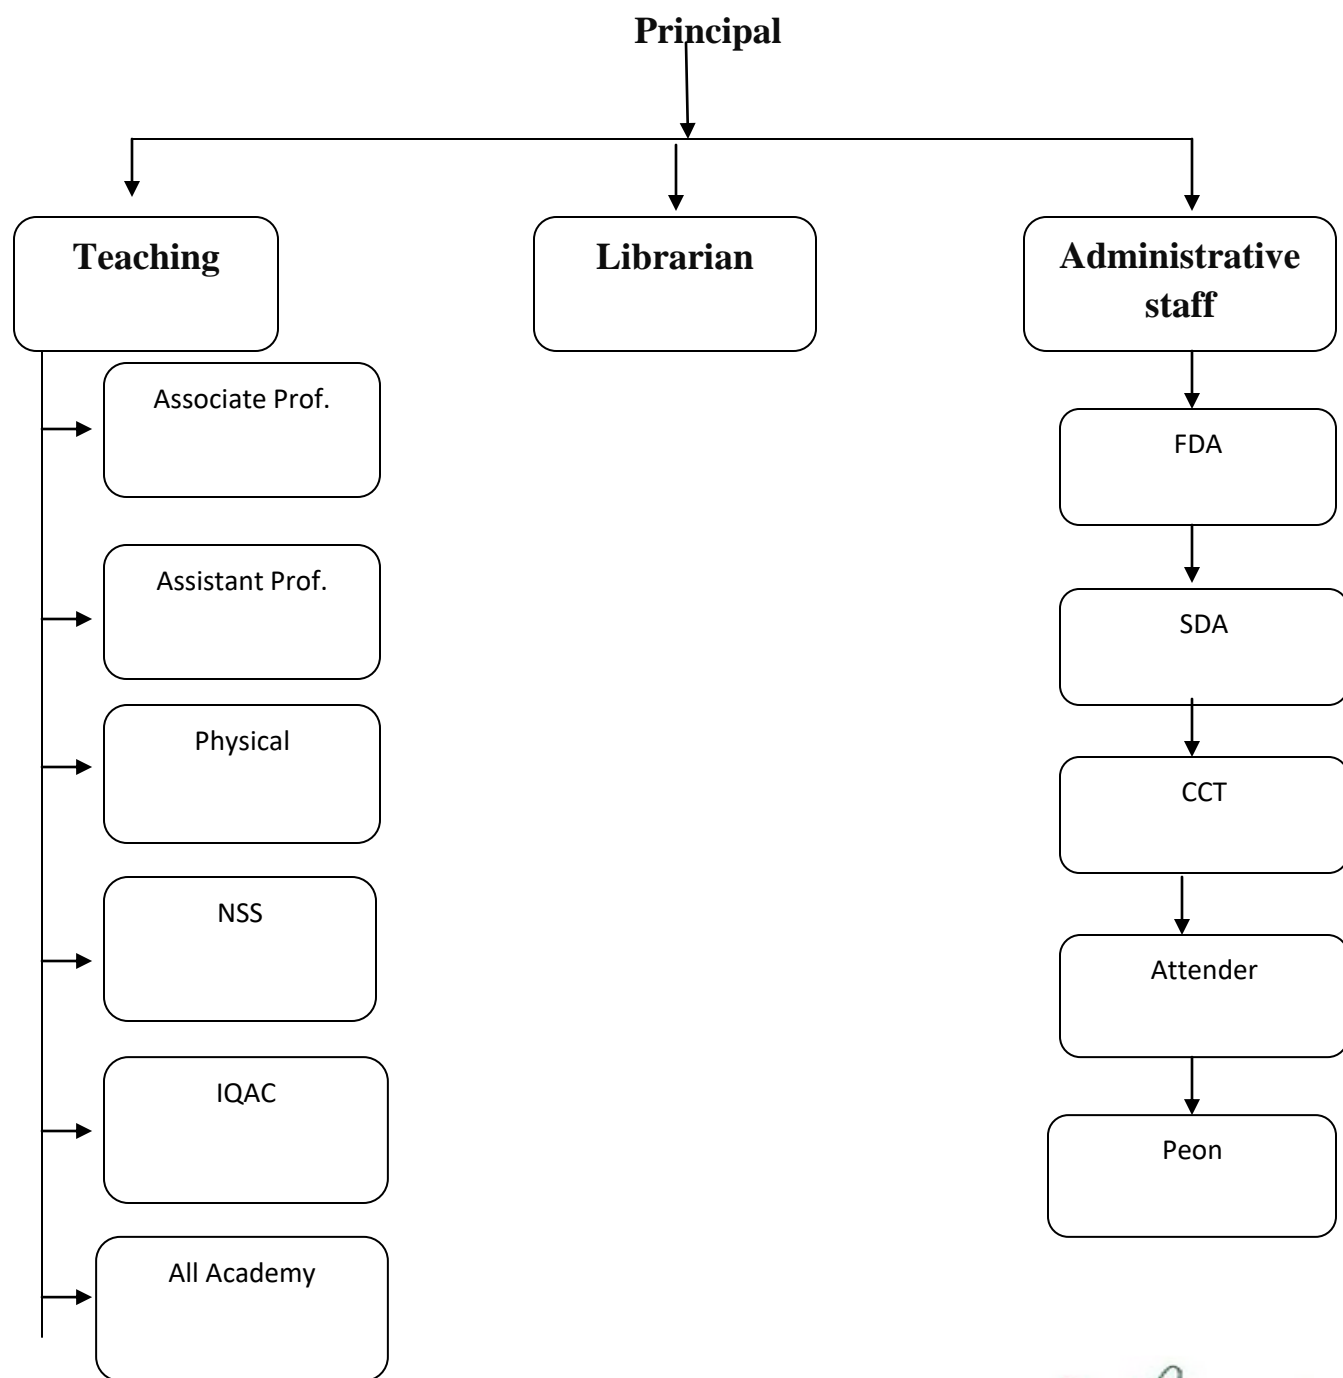 Principal
Teaching
Librarian
Administrative
staff
Associate Prof.
FDA
Assistant Prof.
SDA
Physical
CCT
NSS
Attender
IQAC
Peon
All Academy